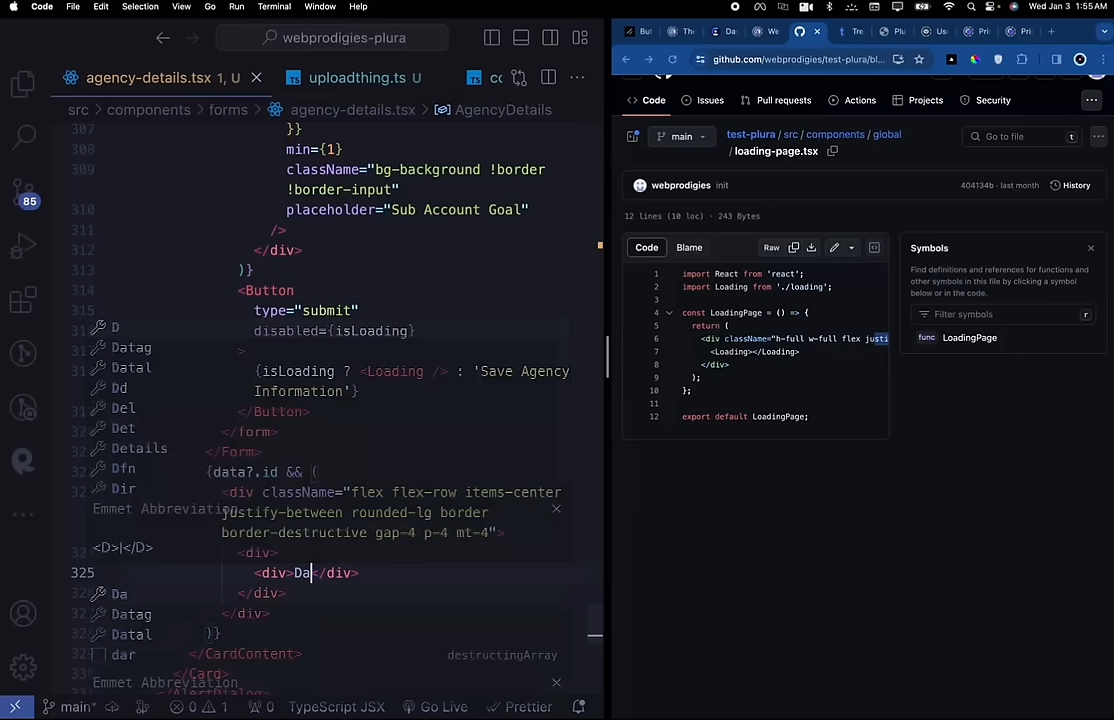 Code File Edit Selection View Go Run Terminal Window Help Wed Jan 3 1:55 AM
webprodigies-plura
But The Das We Tre Plu Us Pris Pris
github.com/webprodigies/test-plura/bl...
agency-details.tsx 1, U uploadthing.ts U
src > components > forms > agency-details.tsx > AgencyDetails
307 }}
308 min={1}
309 className="bg-background !border
!border-input"
310 placeholder="Sub Account Goal"
311 />
312 </div>
313 )}
314 <Button
315 type="submit"
disabled={isLoading}
>
{isLoading ? <Loading /> : 'Save Agency
Information'}
</Button>
</form>
</Form>
{data?.id && (
<div className="flex flex-row items-center
justify-between rounded-lg border
border-destructive gap-4 p-4 mt-4">
<div>
325 <div>Da</div>
</div>
</div>
)}
</CardContent>
</Card>
</AlertDialog>
D
Datag
Datal
Dd
Del
Det
Details
Dfn
Dir
Emmet Abbreviation
<D>|</D>
Da
Datag
Datal
dar destructingArray
Emmet Abbreviation
85
main* 0 1 0 TypeScript JSX Go Live Prettier
Code Issues Pull requests Actions Projects Security
main test-plura / src / components / global
/ loading-page.tsx
Go to file t
webprodigies init 404134b · last month History
12 lines (10 loc) · 243 Bytes
Code Blame Raw
1 import React from 'react';
2 import Loading from './loading';
3
4 const LoadingPage = () => {
5 return (
6 <div className="h-full w-full flex justi
7 <Loading></Loading>
8 </div>
9 );
10 };
11
12 export default LoadingPage;
Symbols
Find definitions and references for functions and
other symbols in this file by clicking a symbol
below or in the code.
Filter symbols r
func LoadingPage